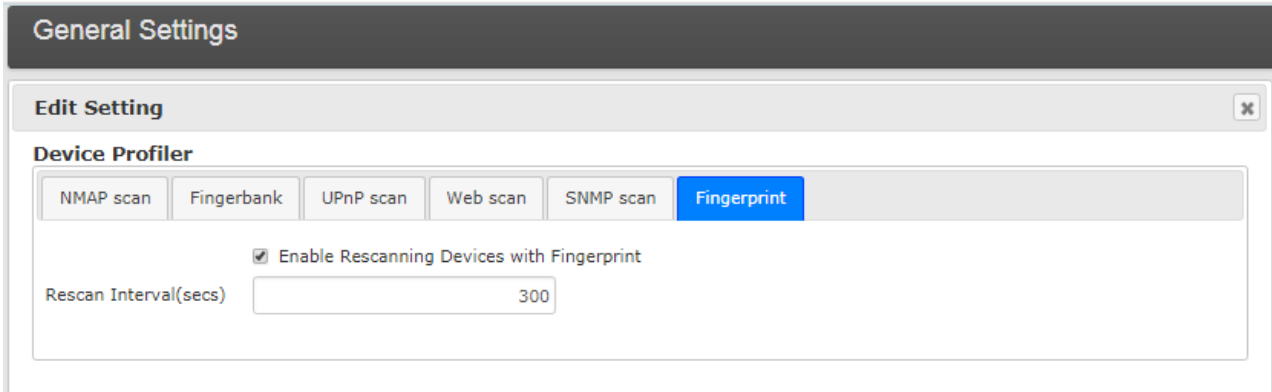 General Settings
Edit Setting
Device Profiler
NMAP scan Fingerbank UPnP scan Web scan SNMP scan Fingerprint
Enable Rescanning Devices with Fingerprint
Rescan Interval(secs) 300